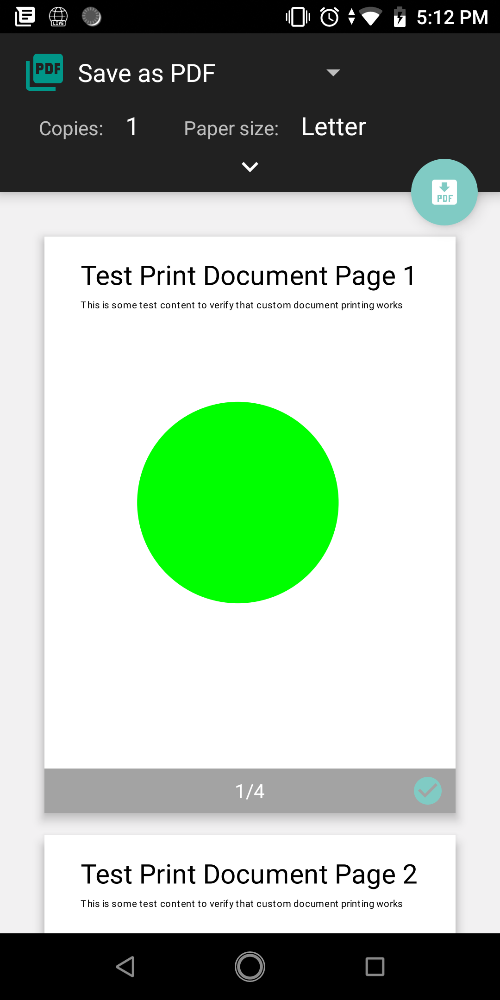 LIVE
5:12 PM
PDF
Save as PDF
Copies: 1 Paper size: Letter
PDF
Test Print Document Page 1
This is some test content to verify that custom document printing works
1/4
Test Print Document Page 2
This is some test content to verify that custom document printing works